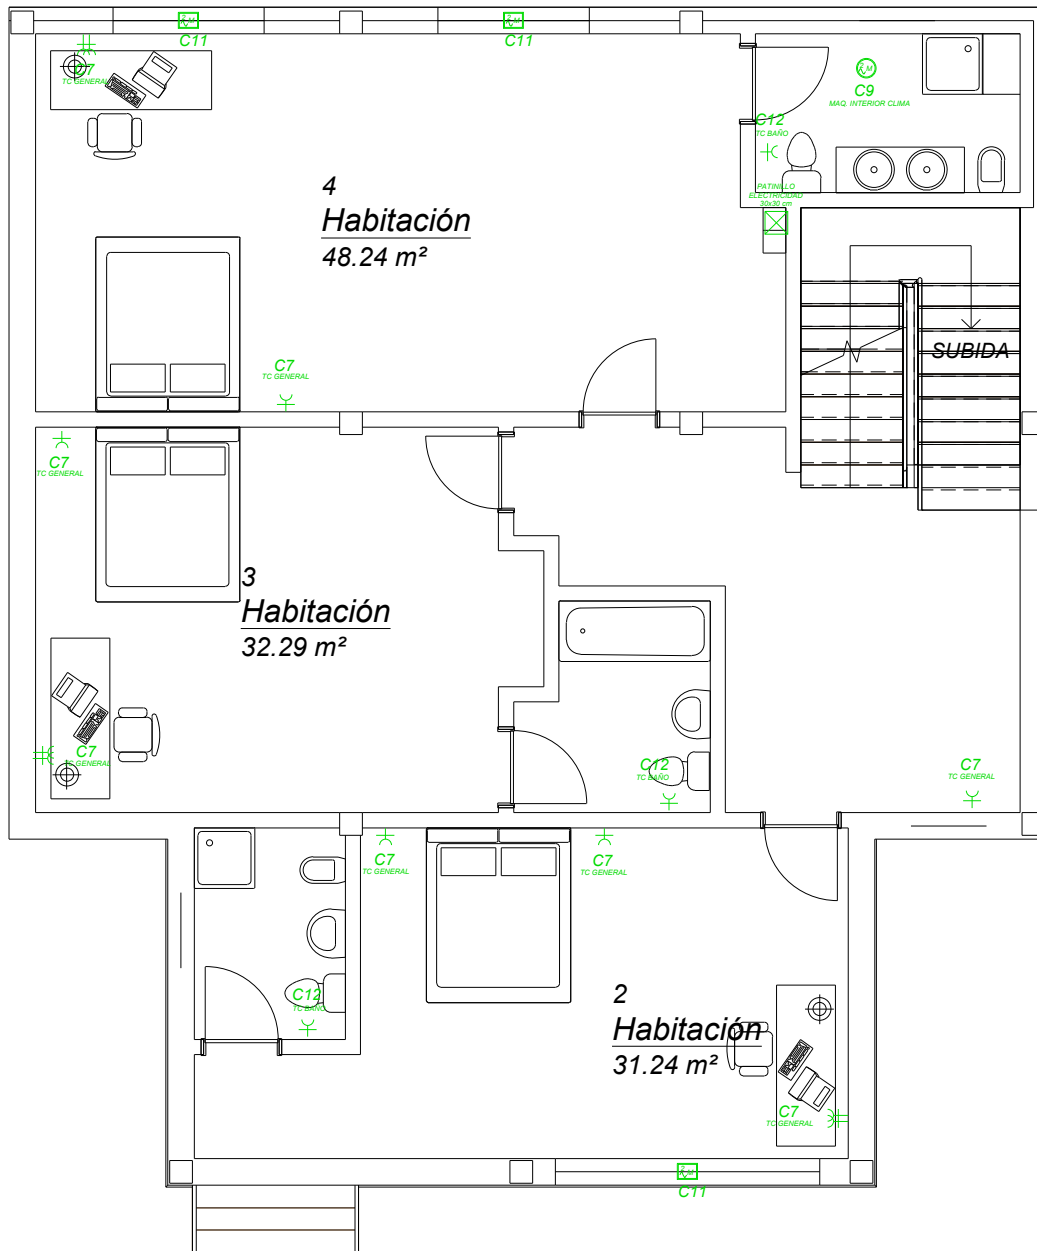 C11
C11
C7
TC GENERAL
C9
MAQ. INTERIOR CLIMA
C12
TC BAÑO
PATINILLO
ELECTRICIDAD
30x30 cm
4
Habitación
48.24 m²
SUBIDA
C7
TC GENERAL
C7
TC GENERAL
3
Habitación
32.29 m²
C7
TC GENERAL
C12
TC BAÑO
C7
TC GENERAL
C7
TC GENERAL
C7
TC GENERAL
C12
TC BAÑO
2
Habitación
31.24 m²
C7
TC GENERAL
C11